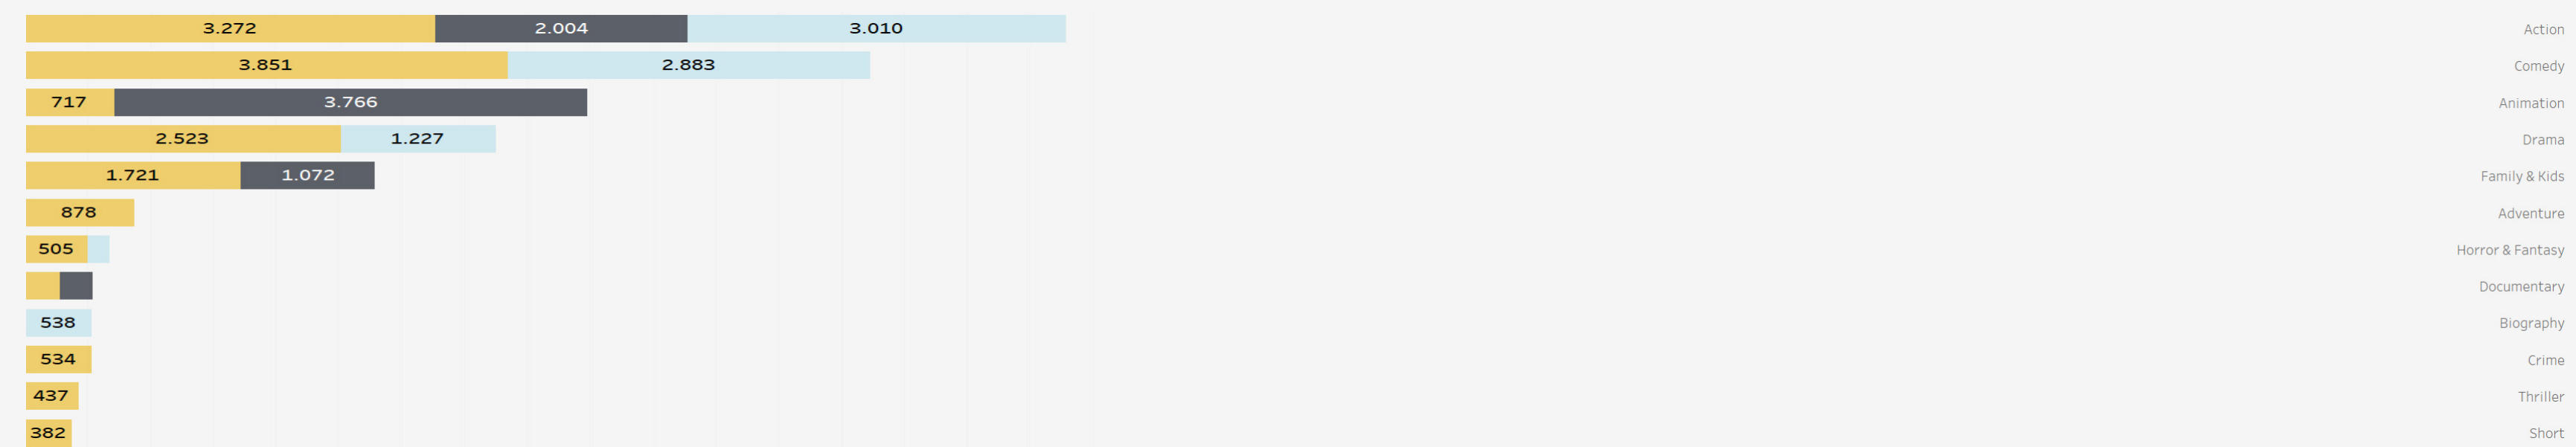 3.272 2.004 3.010 Action
3.851 2.883 Comedy
717 3.766 Animation
2.523 1.227 Drama
1.721 1.072 Family & Kids
878 Adventure
505 Horror & Fantasy
Documentary
538 Biography
534 Crime
437 Thriller
382 Short